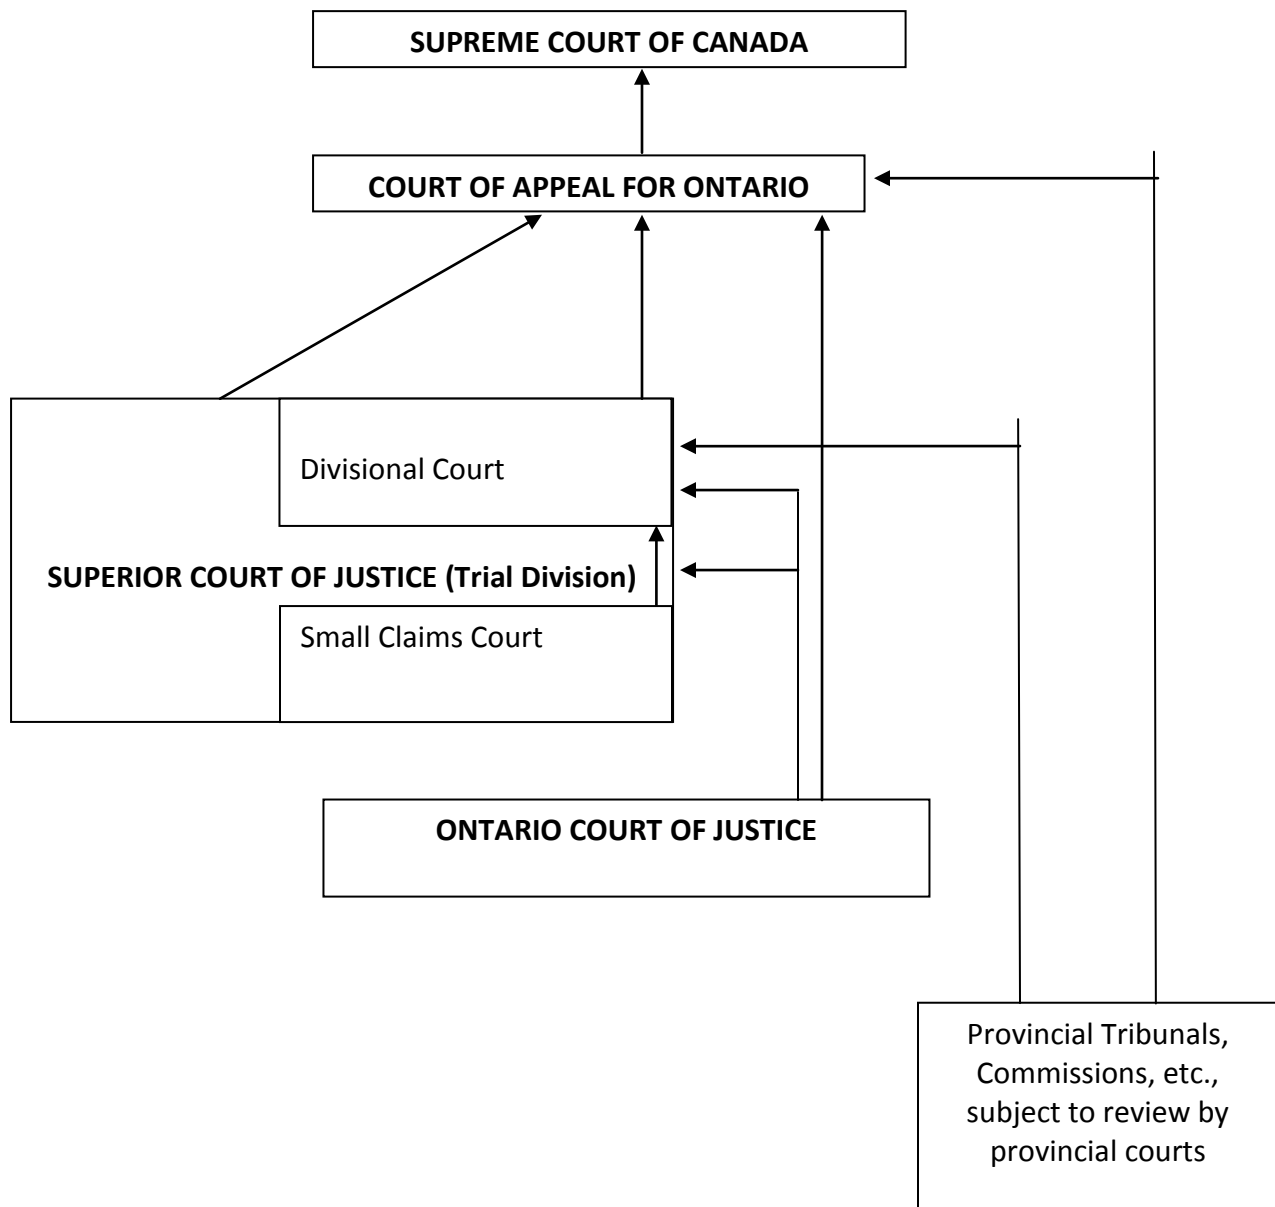 SUPREME COURT OF CANADA
COURT OF APPEAL FOR ONTARIO
Divisional Court
SUPERIOR COURT OF JUSTICE (Trial Division)
Small Claims Court
ONTARIO COURT OF JUSTICE
Provincial Tribunals,
Commissions, etc.,
subject to review by
provincial courts